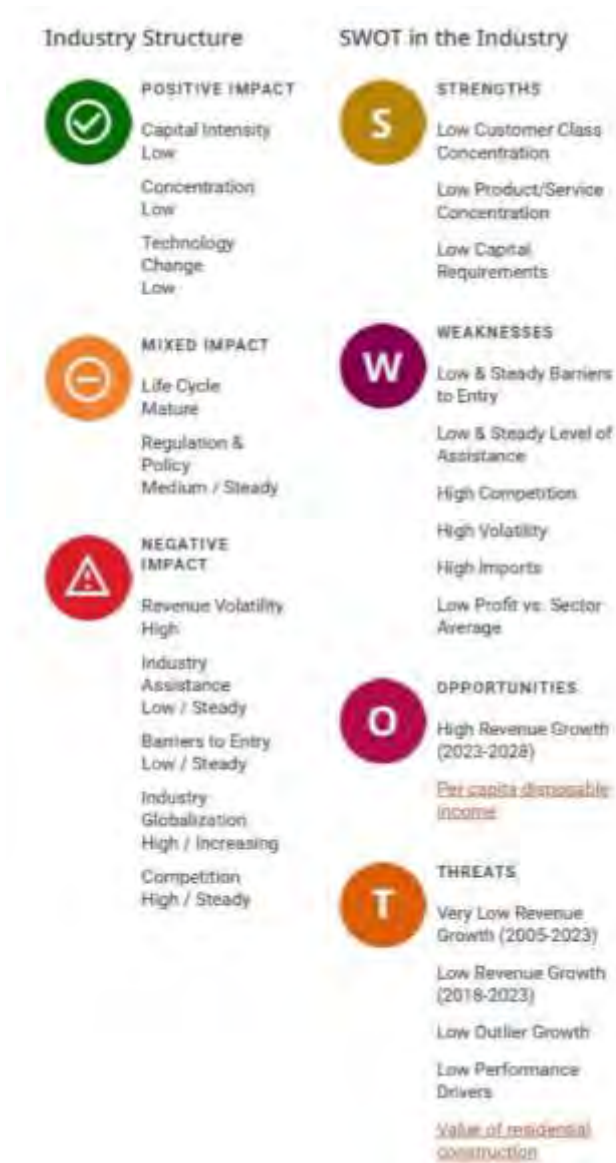 Industry Structure
POSITIVE IMPACT
Capital Intensity
Low
Concentration
Low
Technology
Change
Low
MIXED IMPACT
Life Cycle
Mature
Regulation &
Policy
Medium / Steady
NEGATIVE
IMPACT
Revenue Volatility
High
Industry
Assistance
Low / Steady
Barriers to Entry
Low / Steady
Industry
Globalization
High / Increasing
Competition
High / Steady
SWOT in the Industry
S
STRENGTHS
Low Customer Class
Concentration
Low Product/Service
Concentration
Low Capital
Requirements
W
WEAKNESSES
Low & Steady Barriers
to Entry
Low & Steady Level of
Assistance
High Competition
High Volatility
High Imports
Low Profit vs. Sector
Average
O
OPPORTUNITIES
High Revenue Growth
(2023-2028)
Per capita disposable
income
T
THREATS
Very Low Revenue
Growth (2005-2023)
Low Revenue Growth
(2018-2023)
Low Outlier Growth
Low Performance
Drivers
Value of residential
construction